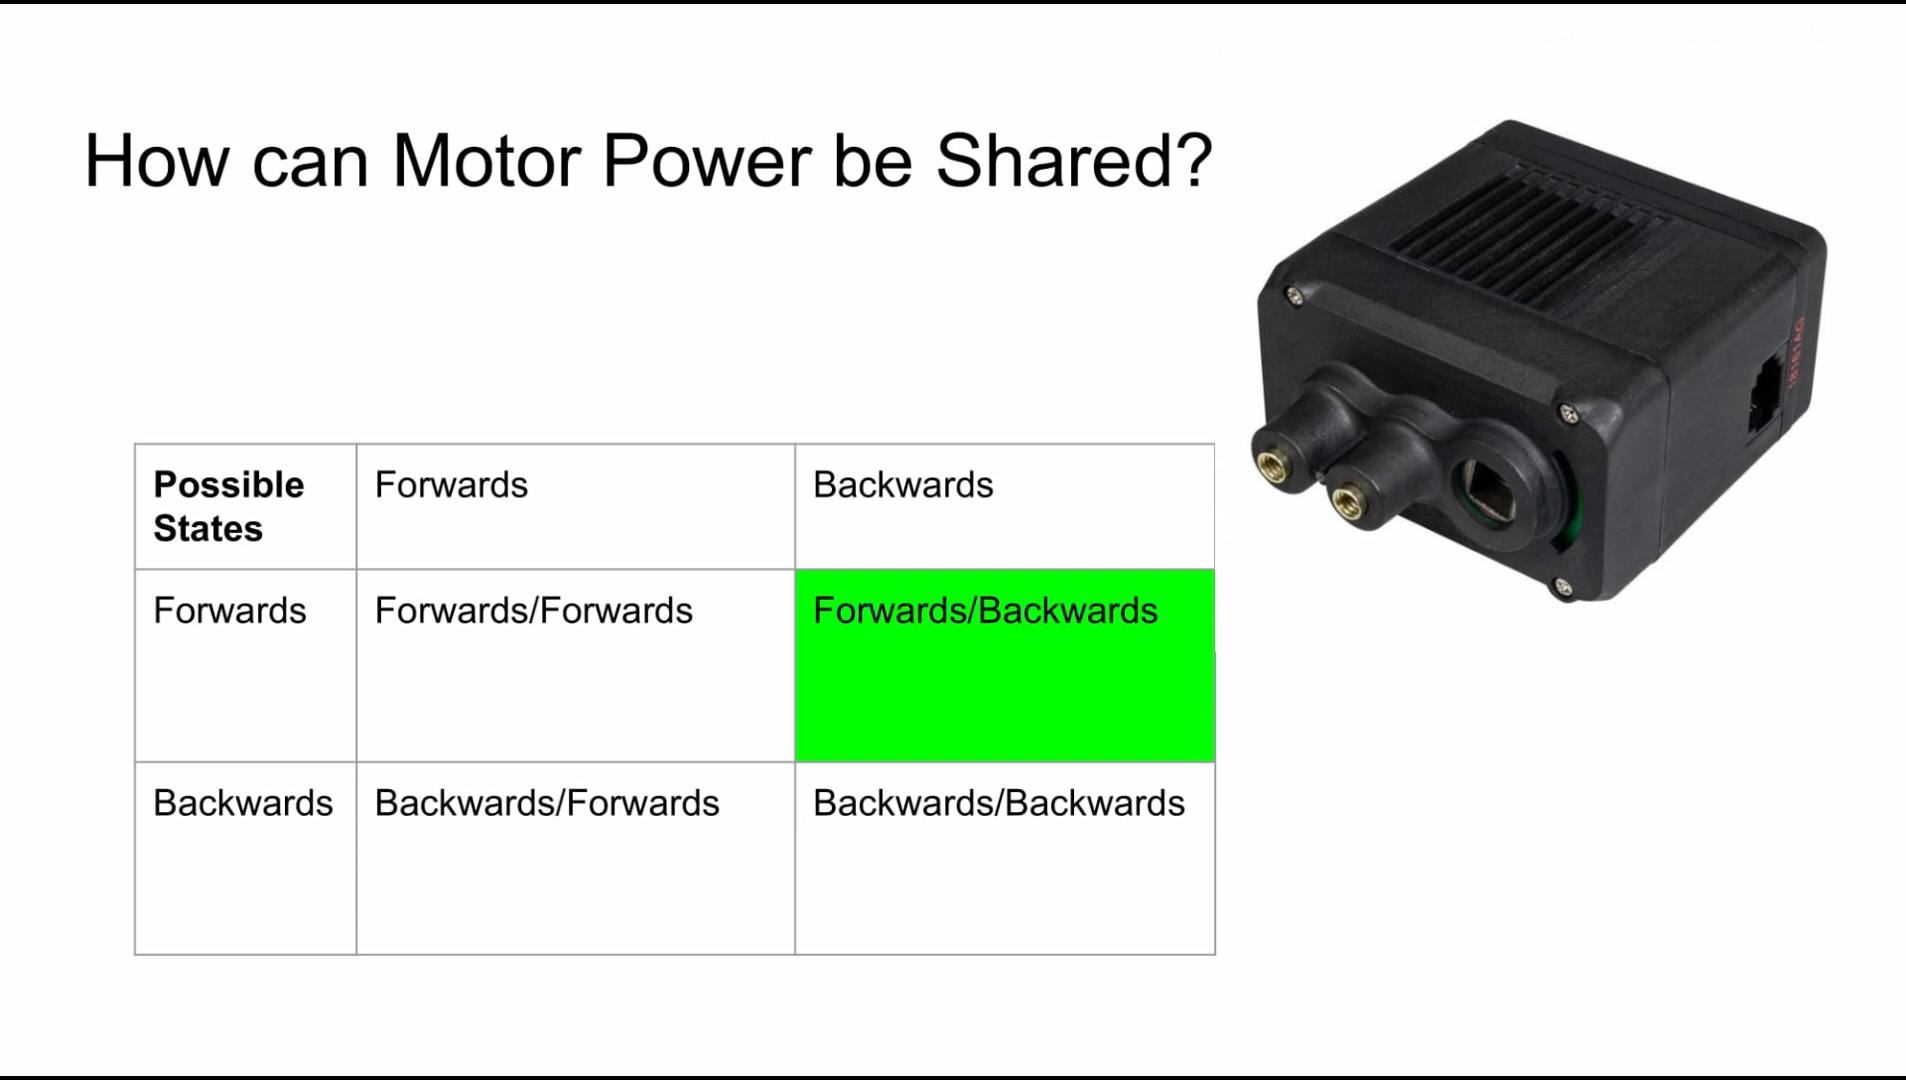 How can Motor Power be Shared?
Possible
States
Forwards
Backwards
Forwards
Forwards/Forwards
Forwards/Backwards
Backwards
Backwards/Forwards
Backwards/Backwards
18161AQ